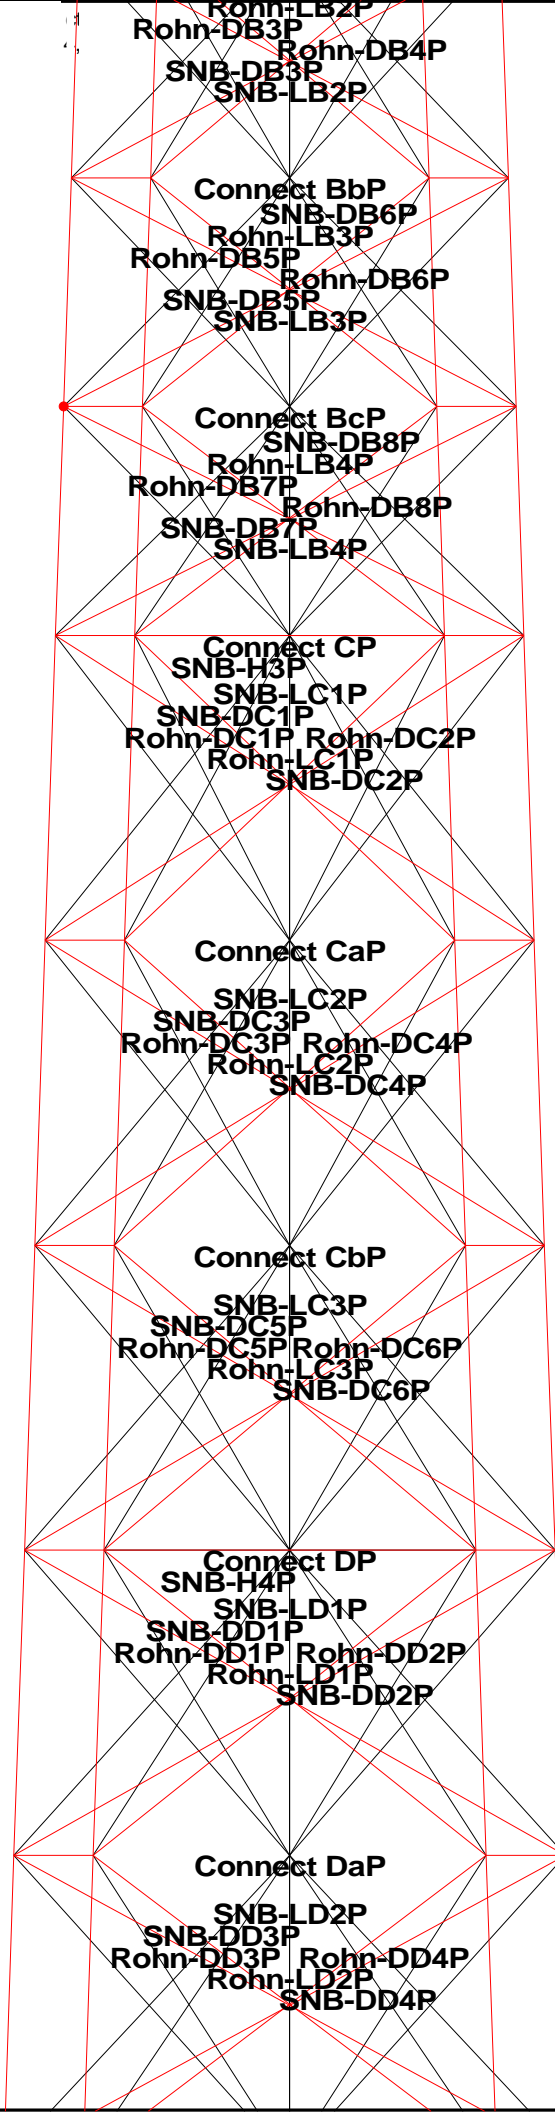 Rohn-LB2P
Rohn-DB3P
Rohn-DB4P
SNB-DB3P
SNB-LB2P
Connect BbP
SNB-DB6P
Rohn-LB3P
Rohn-DB5P
Rohn-DB6P
SNB-DB5P
SNB-LB3P
Connect BcP
SNB-DB8P
Rohn-LB4P
Rohn-DB7P
Rohn-DB8P
SNB-DB7P
SNB-LB4P
Connect CP
SNB-H3P
SNB-LC1P
SNB-DC1P
Rohn-DC1P Rohn-DC2P
Rohn-LC1P
SNB-DC2P
Connect CaP
SNB-LC2P
SNB-DC3P
Rohn-DC3P Rohn-DC4P
Rohn-LC2P
SNB-DC4P
Connect CbP
SNB-LC3P
SNB-DC5P
Rohn-DC5P Rohn-DC6P
Rohn-LC3P
SNB-DC6P
Connect DP
SNB-H4P
SNB-LD1P
SNB-DD1P
Rohn-DD1P Rohn-DD2P
Rohn-LD1P
SNB-DD2P
Connect DaP
SNB-LD2P
SNB-DD3P
Rohn-DD3P Rohn-DD4P
Rohn-LD2P
SNB-DD4P